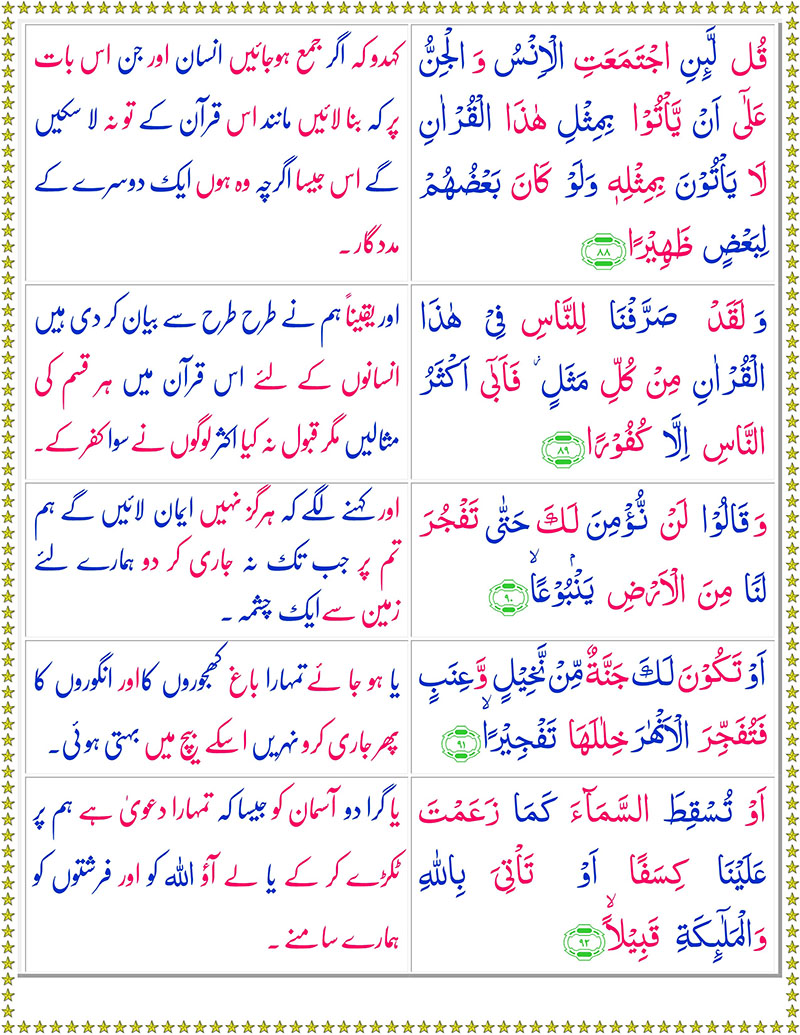 قُل لَّىِٕنِ اجْتَمَعَتِ الْاِنْسُ وَ الْجِنُّ
عَلٰۤى اَنْ یَّاْتُوْا بِمِثْلِ هٰذَا الْقُرْاٰنِ
لَا یَاْتُوْنَ بِمِثْلِهٖ وَلَوْ كَانَ بَعْضُهُمْ
لِبَعْضٍ ظَهِیْرًا ۸۸
کہدو کہ اگر جمع ہوجائیں انسان اور جن اس بات
پر کہ بنا لائیں مانند اس قرآن کے تو نہ لا سکیں
گے اس جیسا اگرچہ وہ ہوں ایک دوسرے کے
مددگار۔
وَ لَقَدْ صَرَّفْنَا لِلنَّاسِ فِیْ هٰذَا
الْقُرْاٰنِ مِنْ كُلِّ مَثَلٍ ؗ فَاَبٰۤى اَكْثَرُ
النَّاسِ اِلَّا كُفُوْرًا ۸۹
اور یقیناً ہم نے طرح طرح سے بیان کر دی ہیں
انسانوں کے لئے اس قرآن میں ہر قسم کی
مثالیں مگر قبول نہ کیا اکثر لوگوں نے سوا کفر کے۔
وَ قَالُوْا لَنْ نُّؤْمِنَ لَكَ حَتّٰى تَفْجُرَ
لَنَا مِنَ الْاَرْضِ یَنْۢبُوْعًاۙ ۹۰
اور کہنے لگے کہ ہرگز نہیں ایمان لائیں گے ہم
تم پر جب تک نہ جاری کر دو ہمارے لئے
زمین سے ایک چشمہ ۔
اَوْ تَكُوْنَ لَكَ جَنَّةٌ مِّنْ نَّخِیْلٍ وَّ عِنَبٍ
فَتُفَجِّرَ الْاَنْهٰرَ خِلٰلَهَا تَفْجِیْرًاۙ ۹۱
یا ہو جائے تمہارا باغ کھجوروں کا اور انگوروں کا
پھر جاری کرو نہریں اسکے بیچ میں بہتی ہوئی۔
اَوْ تُسْقِطَ السَّمَآءَ كَمَا زَعَمْتَ
عَلَیْنَا كِسَفًا اَوْ تَاْتِیَ بِاللّٰهِ
وَ الْمَلٰٓىِٕكَةِ قَبِیْلًاۙ ۹۲
یا گرا دو آسمان کو جیسا کہ تمہارا دعویٰ ہے ہم پر
ٹکڑے کر کے یا لے آؤ اللہ کو اور فرشتوں کو
ہمارے سامنے ۔